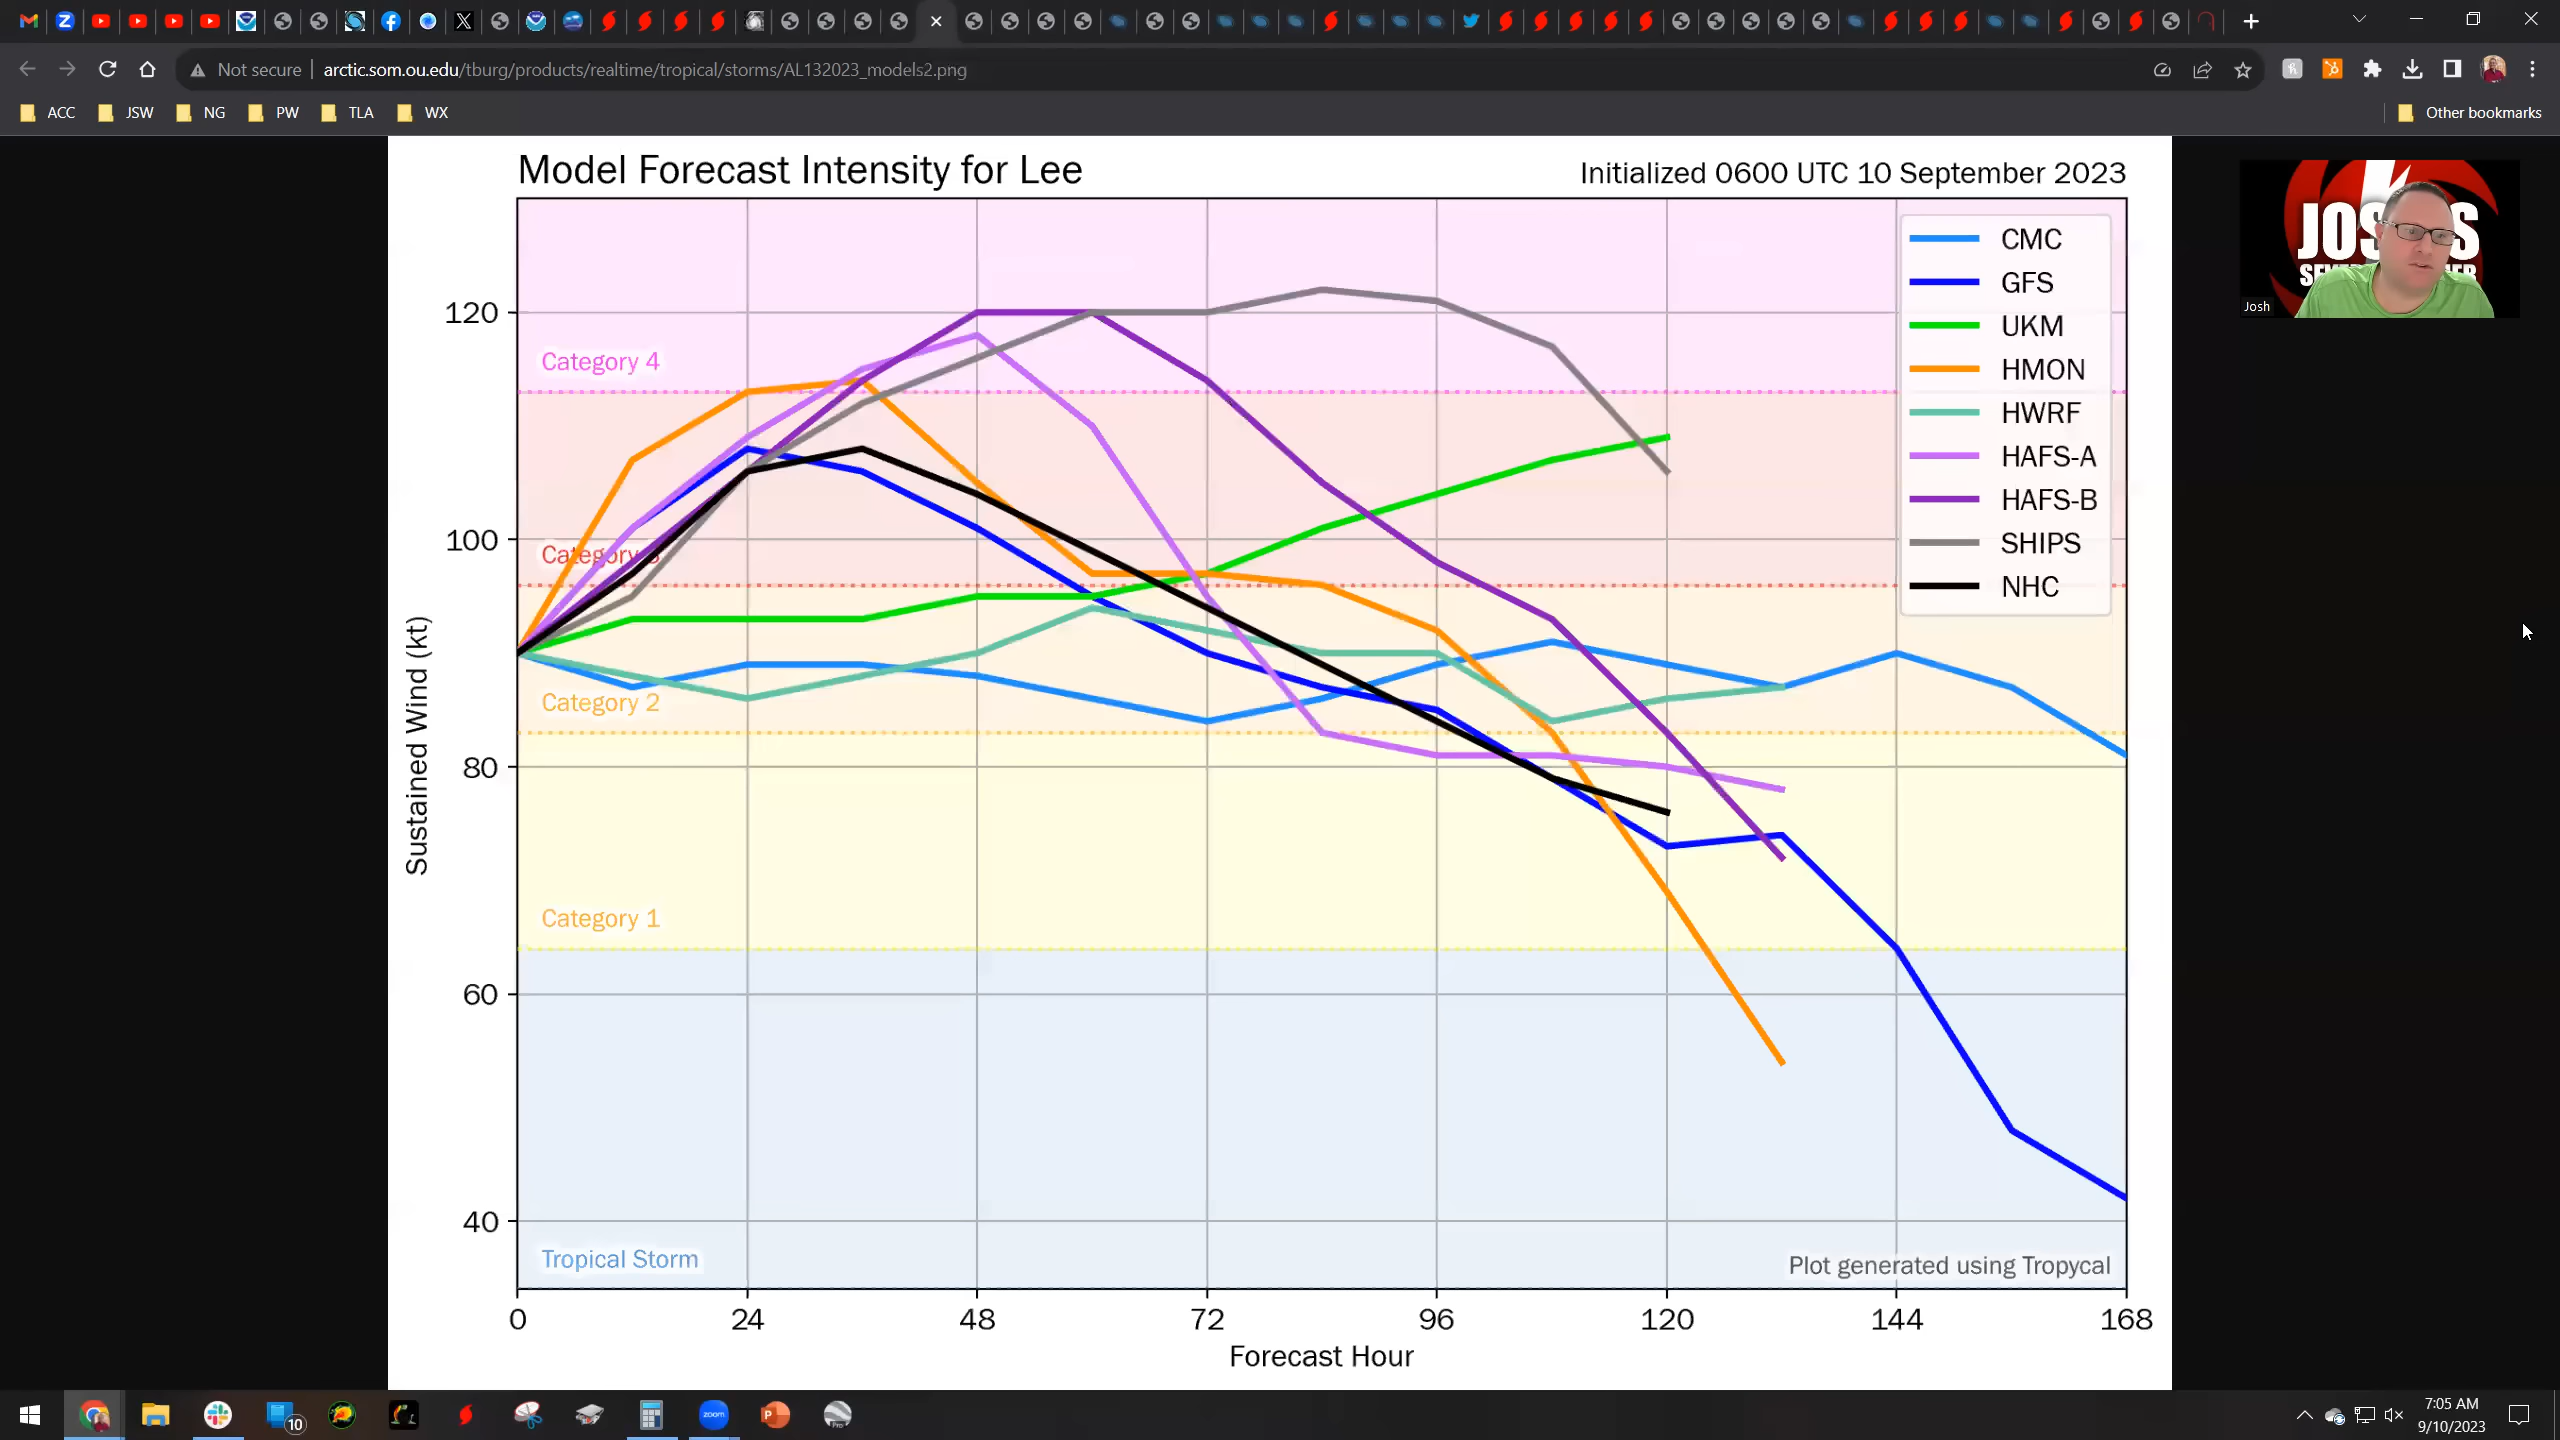 Not secure
arctic.som.ou.edu/tburg/products/realtime/tropical/storms/AL132023_models2.png
ACC
JSW
NG
PW
TLA
WX
Other bookmarks
Model Forecast Intensity for Lee
Initialized 0600 UTC 10 September 2023
CMC
GFS
UKM
HMON
HWRF
HAFS-A
HAFS-B
SHIPS
NHC
Josh
120
100
80
60
40
Sustained Wind (kt)
Category 4
Category 3
Category 2
Category 1
Tropical Storm
Plot generated using Tropycal
0
24
48
72
96
120
144
168
Forecast Hour
10
zoom
7:05 AM
9/10/2023